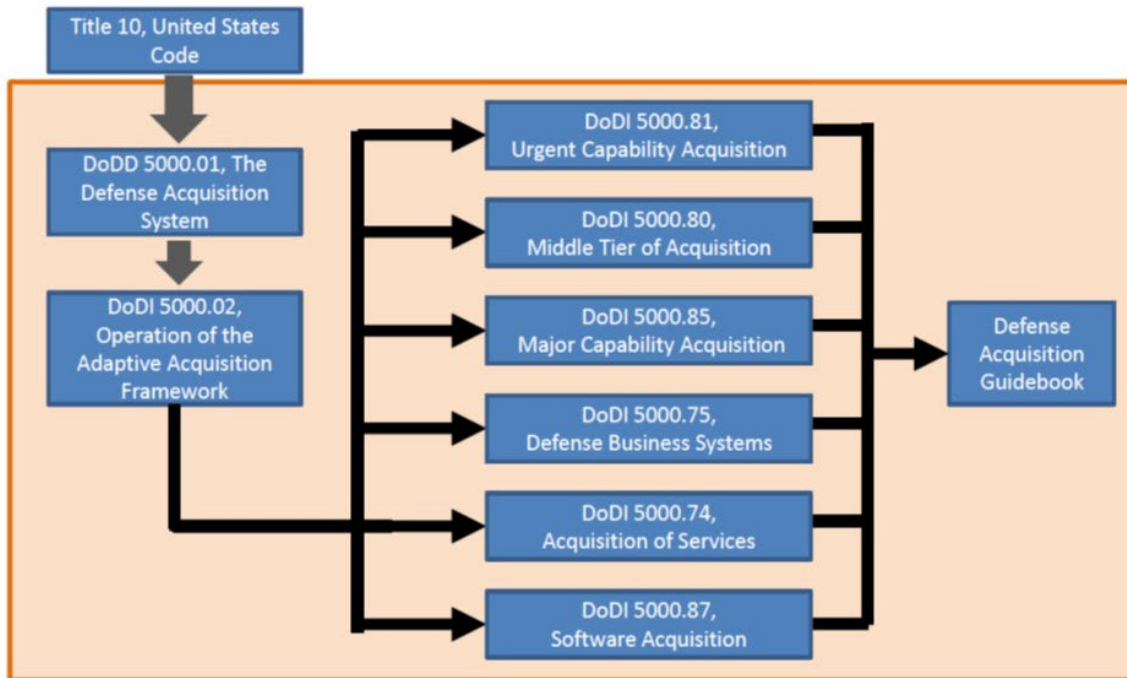 Title 10, United States
Code
DoDD 5000.01, The
Defense Acquisition
System
DoDI 5000.02,
Operation of the
Adaptive Acquisition
Framework
DoDI 5000.81,
Urgent Capability Acquisition
DoDI 5000.80,
Middle Tier of Acquisition
DoDI 5000.85,
Major Capability Acquisition
DoDI 5000.75,
Defense Business Systems
DoDI 5000.74,
Acquisition of Services
DoDI 5000.87,
Software Acquisition
Defense
Acquisition
Guidebook